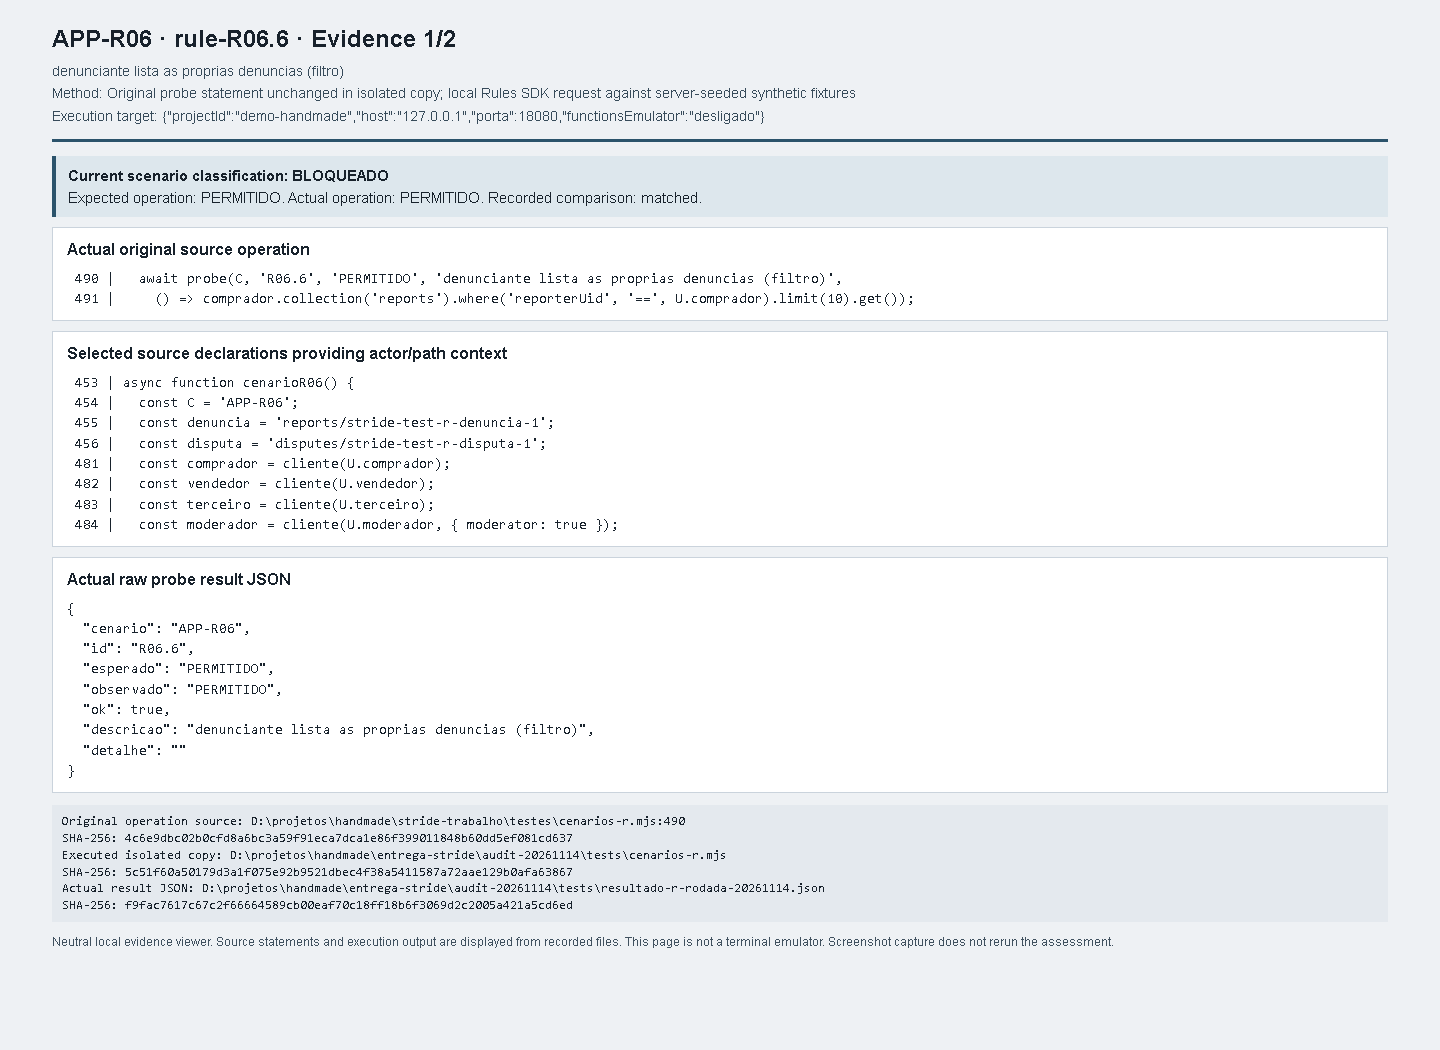 APP-R06 · rule-R06.6 · Evidence 1/2
denunciante lista as proprias denuncias (filtro)
Method: Original probe statement unchanged in isolated copy; local Rules SDK request against server-seeded synthetic fixtures
Execution target: {"projectId":"demo-handmade","host":"127.0.0.1","porta":18080,"functionsEmulator":"desligado"}
Current scenario classification: BLOQUEADO
Expected operation: PERMITIDO. Actual operation: PERMITIDO. Recorded comparison: matched.
Actual original source operation
490 |   await probe(C, 'R06.6', 'PERMITIDO', 'denunciante lista as proprias denuncias (filtro)',
491 |     () => comprador.collection('reports').where('reporterUid', '==', U.comprador).limit(10).get());
Selected source declarations providing actor/path context
453 | async function cenarioR06() {
454 |   const C = 'APP-R06';
455 |   const denuncia = 'reports/stride-test-r-denuncia-1';
456 |   const disputa = 'disputes/stride-test-r-disputa-1';
481 |   const comprador = cliente(U.comprador);
482 |   const vendedor = cliente(U.vendedor);
483 |   const terceiro = cliente(U.terceiro);
484 |   const moderador = cliente(U.moderador, { moderator: true });
Actual raw probe result JSON
{
  "cenario": "APP-R06",
  "id": "R06.6",
  "esperado": "PERMITIDO",
  "observado": "PERMITIDO",
  "ok": true,
  "descricao": "denunciante lista as proprias denuncias (filtro)",
  "detalhe": ""
}
Original operation source: D:\projetos\handmade\stride-trabalho\testes\cenarios-r.mjs:490
SHA-256: 4c6e9dbc02b0cfd8a6bc3a59f91eca7dca1e86f399011848b60dd5ef081cd637
Executed isolated copy: D:\projetos\handmade\entrega-stride\audit-20261114\tests\cenarios-r.mjs
SHA-256: 5c51f60a50179d3a1f075e92b9521dbec4f38a5411587a72aae129b0afa63867
Actual result JSON: D:\projetos\handmade\entrega-stride\audit-20261114\tests\resultado-r-rodada-20261114.json
SHA-256: f9fac7617c67c2f66664589cb00eaf70c18ff18b6f3069d2c2005a421a5cd6ed
Neutral local evidence viewer. Source statements and execution output are displayed from recorded files. This page is not a terminal emulator. Screenshot capture does not rerun the assessment.